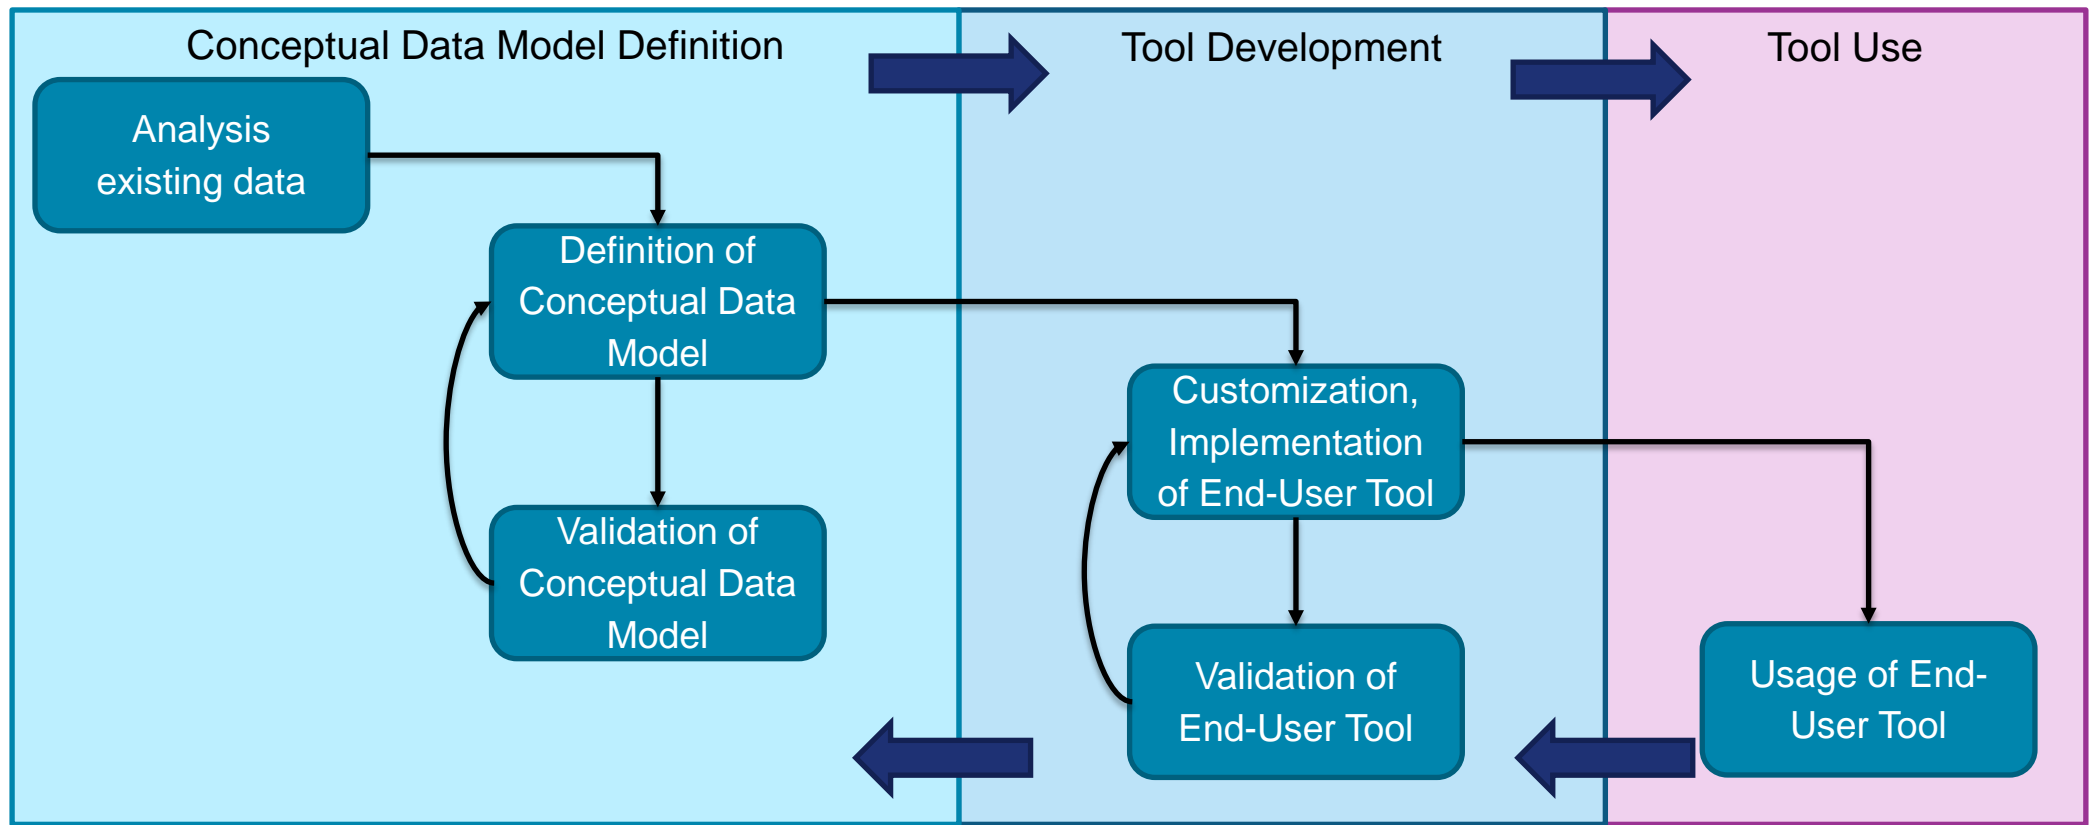 Conceptual Data Model Definition
Tool Development
Tool Use
Analysis
existing data
Definition of
Conceptual Data
Model
Validation of
Conceptual Data
Model
Customization,
Implementation
of End-User Tool
Validation of
End-User Tool
Usage of End-
User Tool